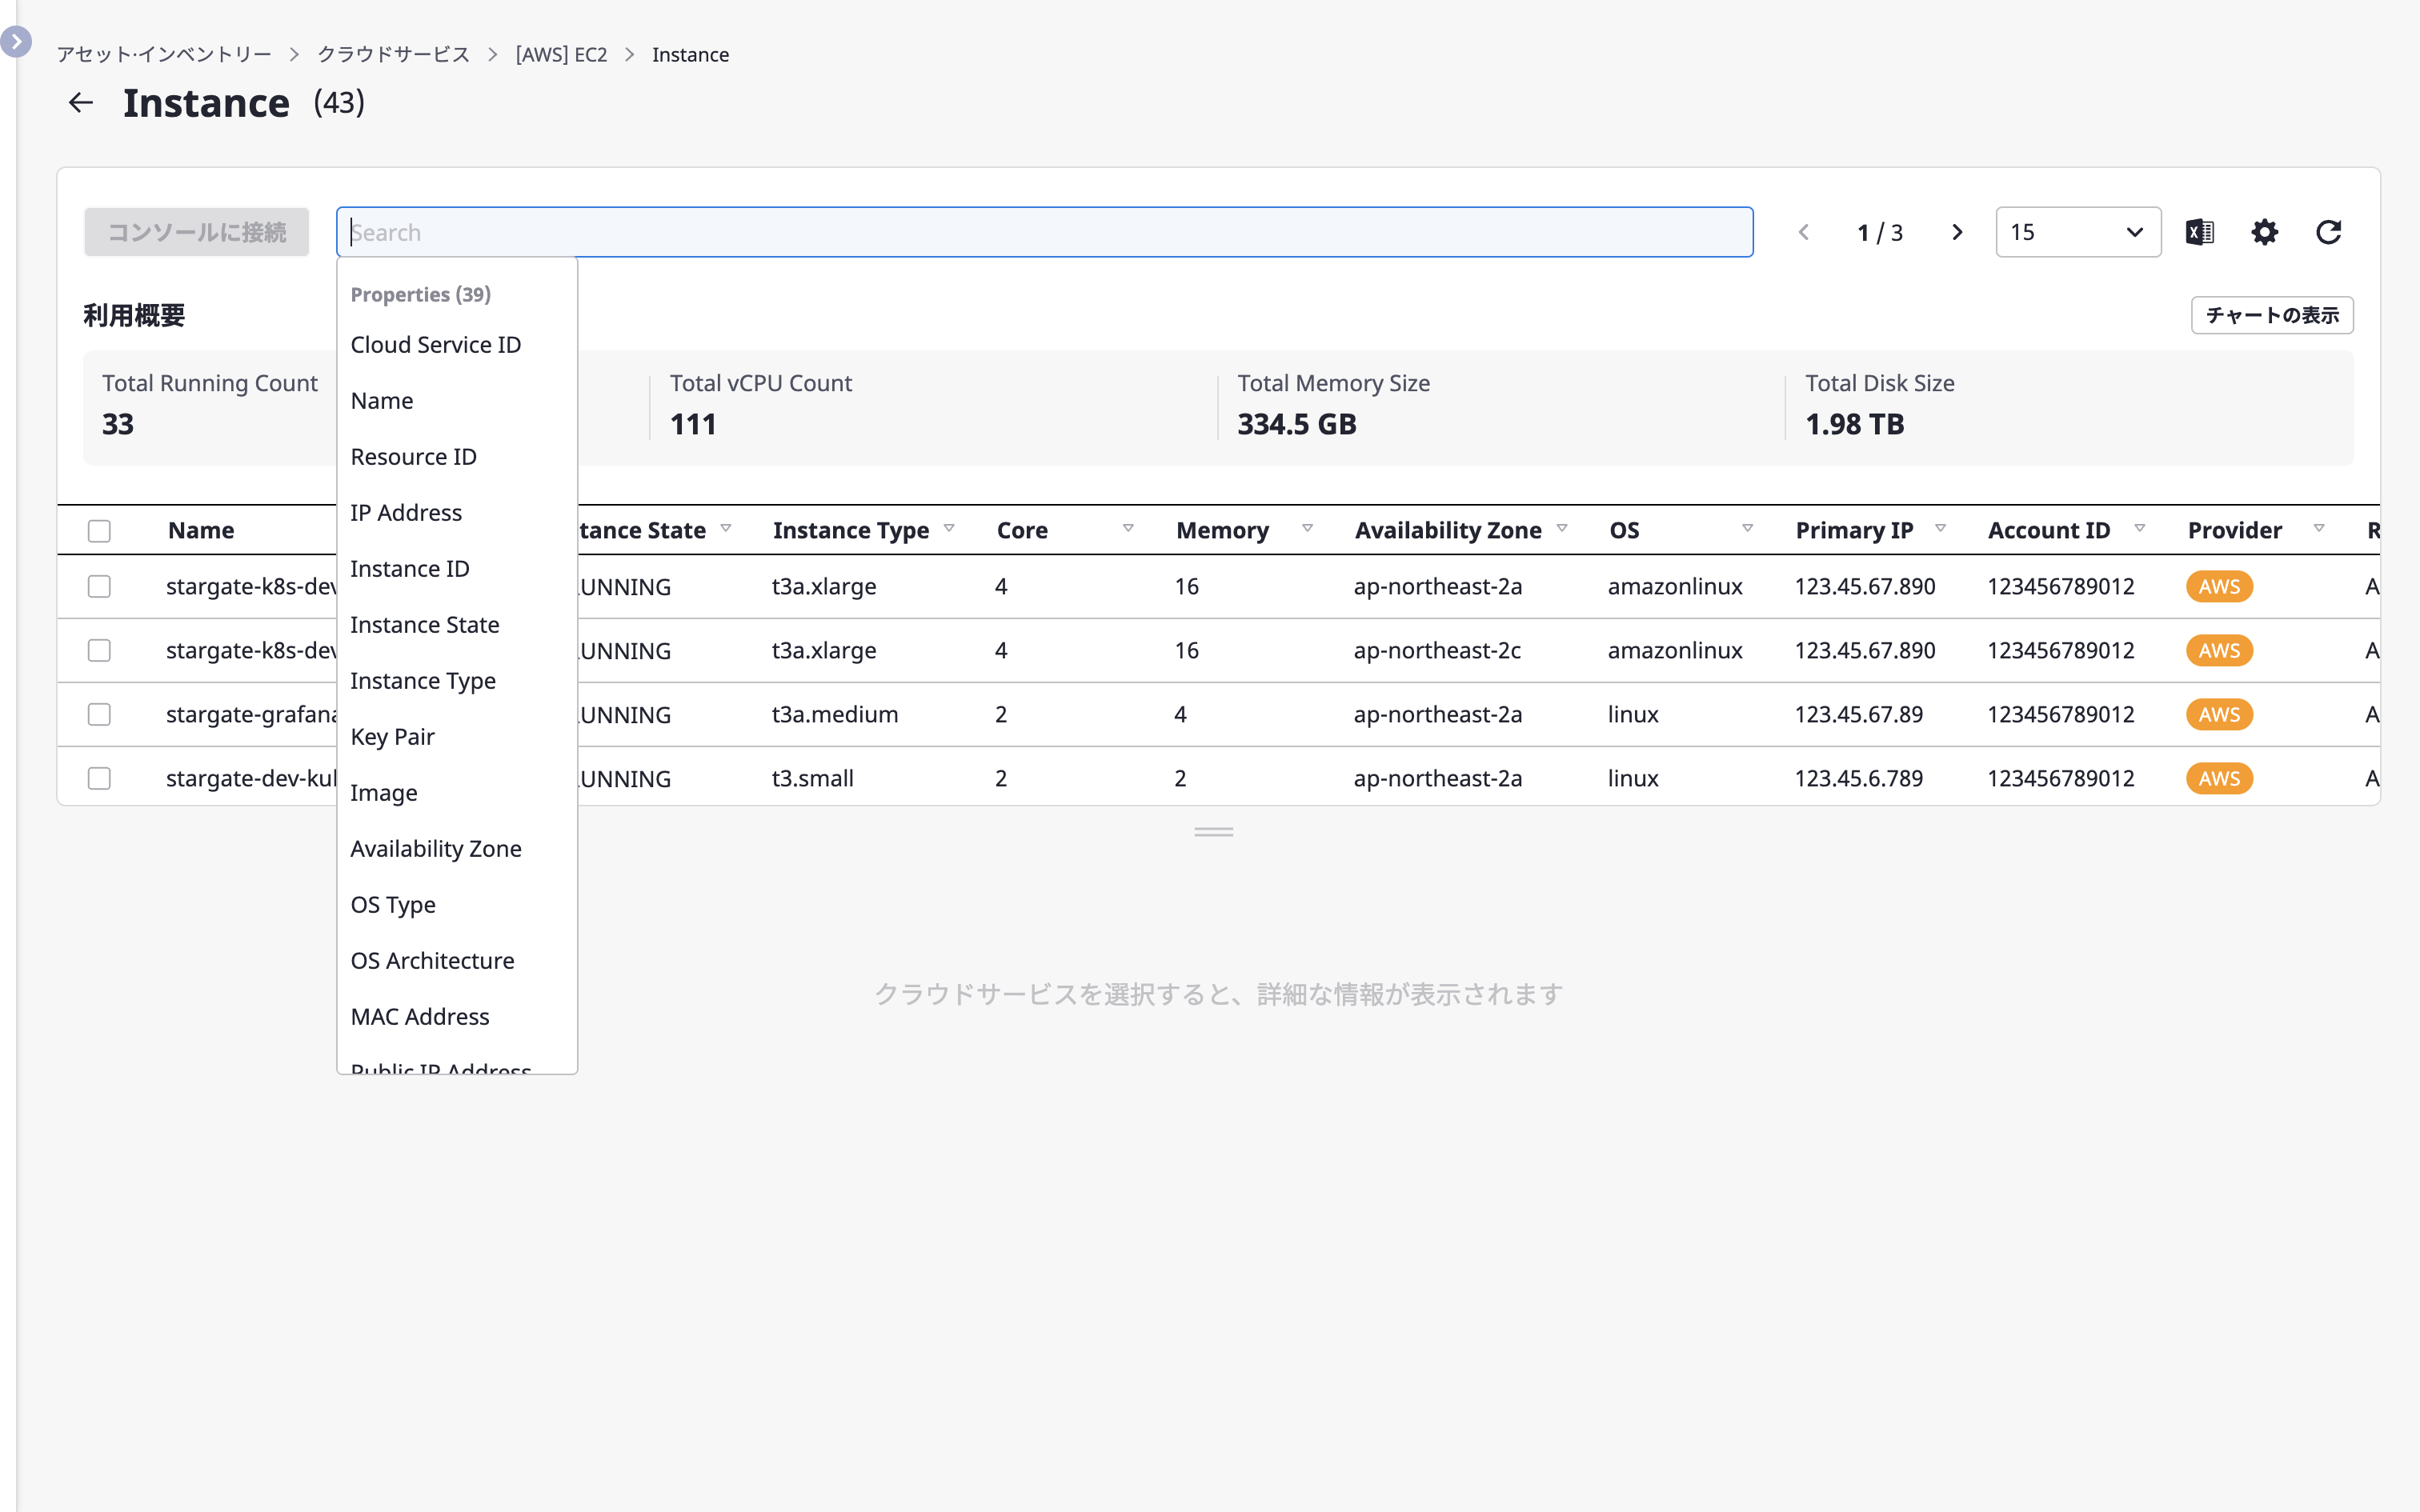 アセット·インベントリー > クラウドサービス > [AWS] EC2 > Instance
Instance (43)
コンソールに接続 Search 1 / 3 15
Properties (39)
Cloud Service ID
Name
Resource ID
IP Address
Instance ID
Instance State
Instance Type
Key Pair
Image
Availability Zone
OS Type
OS Architecture
MAC Address
Public IP Address
利用概要 チャートの表示
Total Running Count Total vCPU Count Total Memory Size Total Disk Size
33 111 334.5 GB 1.98 TB
Name tance State Instance Type Core Memory Availability Zone OS Primary IP Account ID Provider R
stargate-k8s-dev UNNING t3a.xlarge 4 16 ap-northeast-2a amazonlinux 123.45.67.890 123456789012 AWS A
stargate-k8s-dev UNNING t3a.xlarge 4 16 ap-northeast-2c amazonlinux 123.45.67.890 123456789012 AWS A
stargate-grafana UNNING t3a.medium 2 4 ap-northeast-2a linux 123.45.67.89 123456789012 AWS A
stargate-dev-kul UNNING t3.small 2 2 ap-northeast-2a linux 123.45.6.789 123456789012 AWS A
クラウドサービスを選択すると、詳細な情報が表示されます